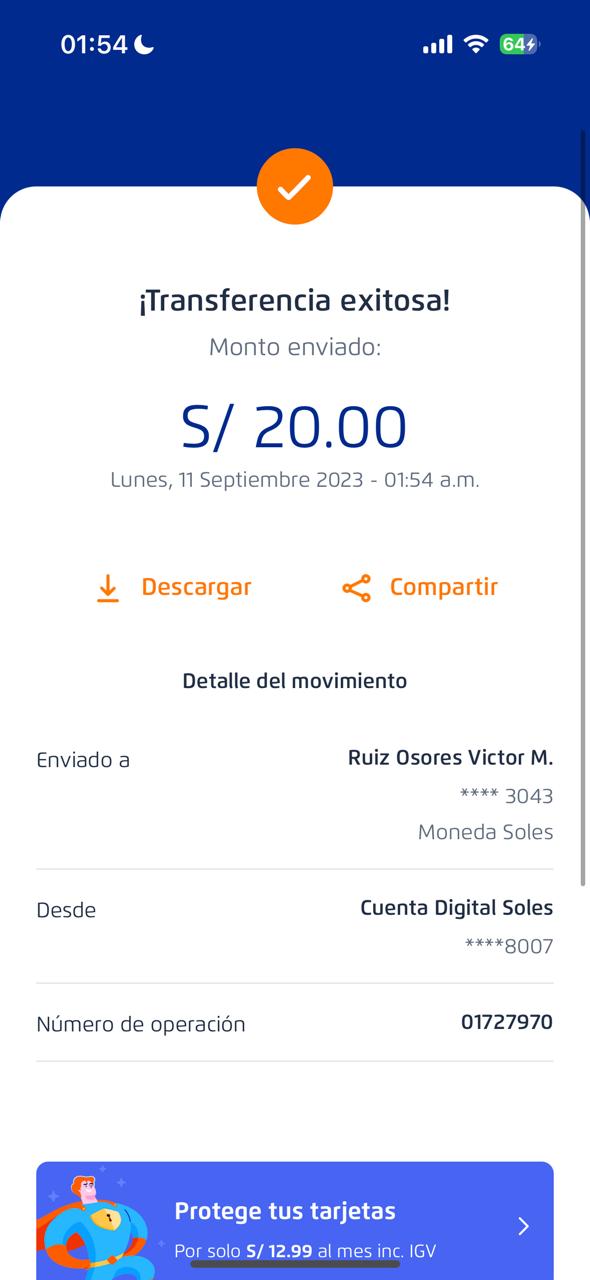 01:54
64
¡Transferencia exitosa!
Monto enviado:
S/ 20.00
Lunes, 11 Septiembre 2023 - 01:54 a.m.
Descargar
Compartir
Detalle del movimiento
Enviado a
Ruiz Osores Victor M.
**** 3043
Moneda Soles
Desde
Cuenta Digital Soles
****8007
Número de operación
01727970
Protege tus tarjetas
Por solo S/ 12.99 al mes inc. IGV